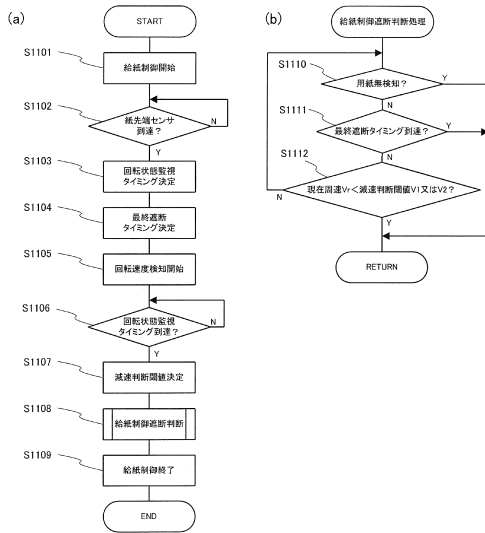 (a)
START
S1101
給紙制御開始
S1102
紙先端センサ
到達？
N
Y
S1103
回転状態監視
タイミング決定
S1104
最終遮断
タイミング決定
S1105
回転速度検知開始
S1106
回転状態監視
タイミング到達？
N
Y
S1107
減速判断閾値決定
S1108
給紙制御遮断判断
S1109
給紙制御終了
END
(b)
給紙制御遮断判断処理
S1110
用紙無検知？
Y
N
S1111
最終遮断タイミング到達？
Y
N
S1112
現在周速Vr＜減速判断閾値V1又はV2？
N
Y
RETURN